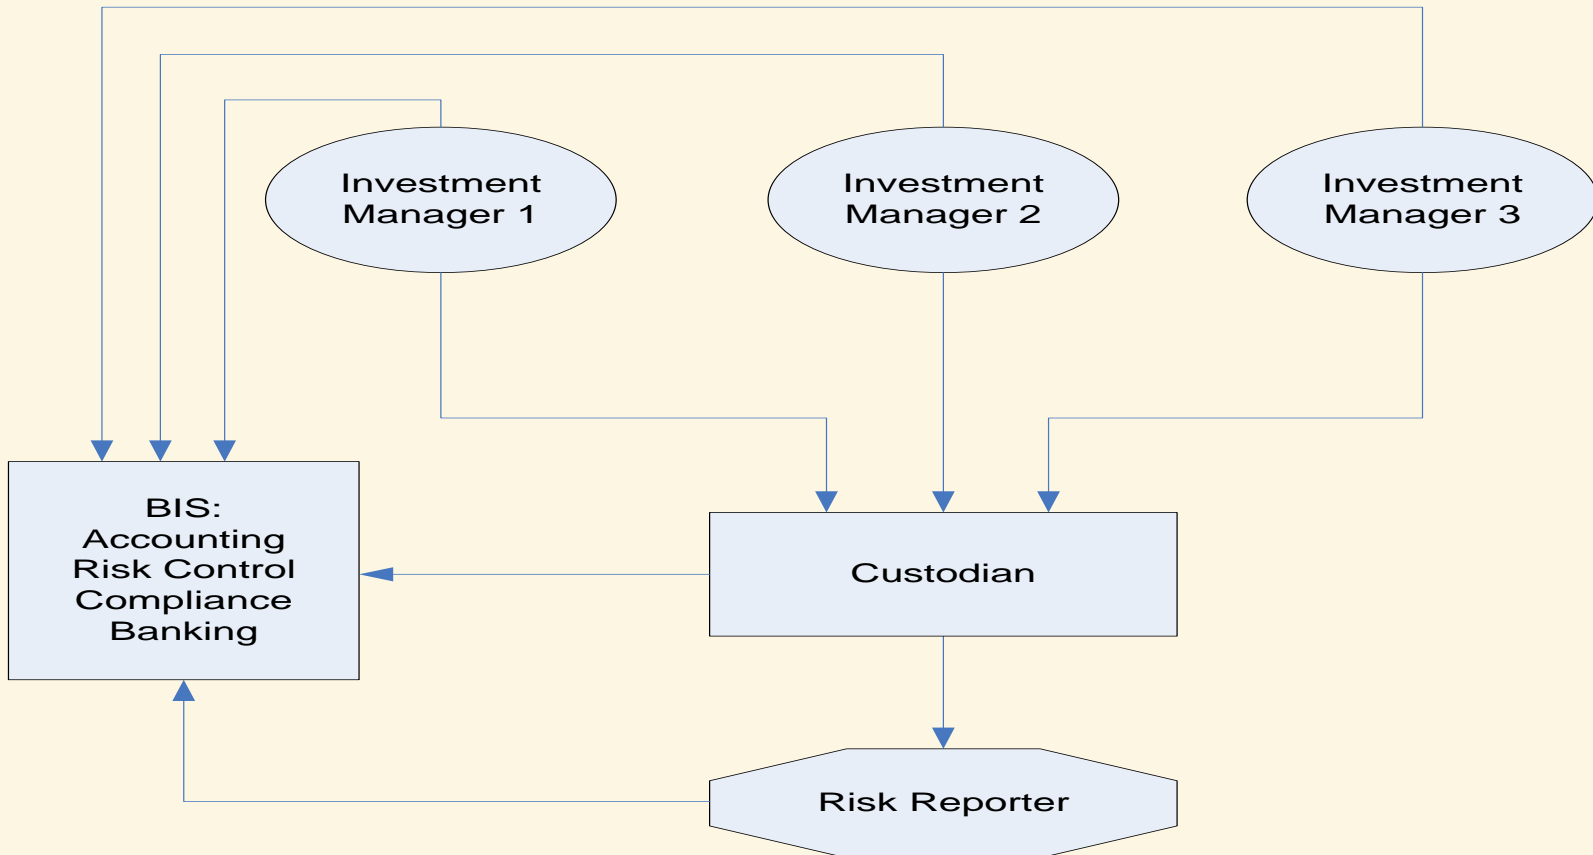 Investment
Manager 1
Investment
Manager 2
Investment
Manager 3
BIS:
Accounting
Risk Control
Compliance
Banking
Custodian
Risk Reporter